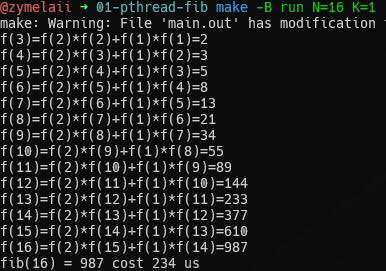 @zymelaii → 01-pthread-fib make -B run N=16 K=1
make: Warning: File 'main.out' has modification
f(3)=f(2)*f(2)+f(1)*f(1)=2
f(4)=f(2)*f(3)+f(1)*f(2)=3
f(5)=f(2)*f(4)+f(1)*f(3)=5
f(6)=f(2)*f(5)+f(1)*f(4)=8
f(7)=f(2)*f(6)+f(1)*f(5)=13
f(8)=f(2)*f(7)+f(1)*f(6)=21
f(9)=f(2)*f(8)+f(1)*f(7)=34
f(10)=f(2)*f(9)+f(1)*f(8)=55
f(11)=f(2)*f(10)+f(1)*f(9)=89
f(12)=f(2)*f(11)+f(1)*f(10)=144
f(13)=f(2)*f(12)+f(1)*f(11)=233
f(14)=f(2)*f(13)+f(1)*f(12)=377
f(15)=f(2)*f(14)+f(1)*f(13)=610
f(16)=f(2)*f(15)+f(1)*f(14)=987
fib(16) = 987 cost 234 us